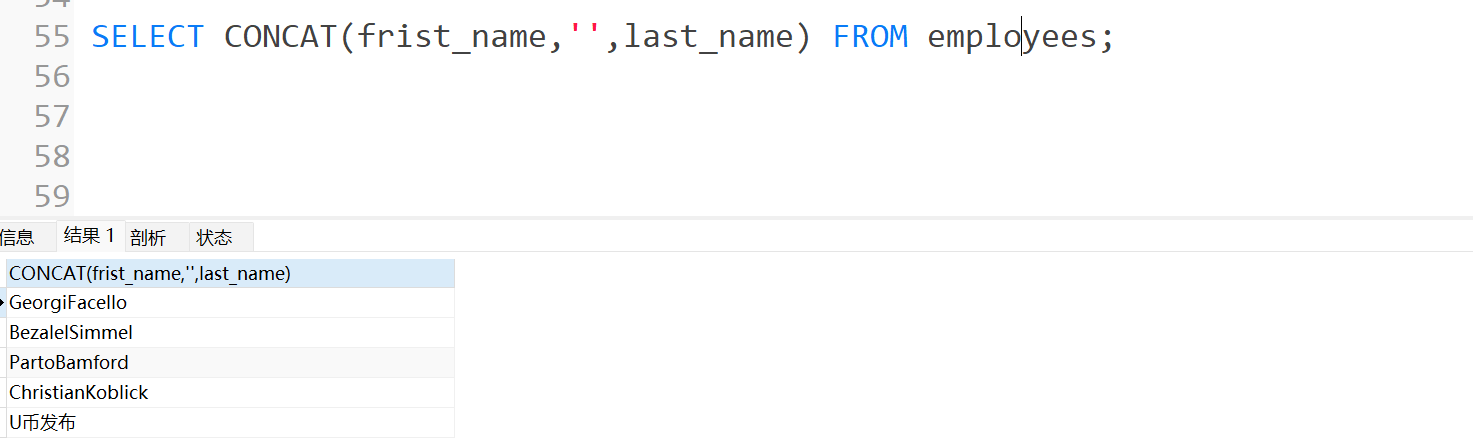 54
55 SELECT CONCAT(frist_name,'',last_name) FROM employees;
56
57
58
59
信息 结果 1 剖析 状态
CONCAT(frist_name,'',last_name)
GeorgiFacello
BezalelSimmel
PartoBamford
ChristianKoblick
U币发布